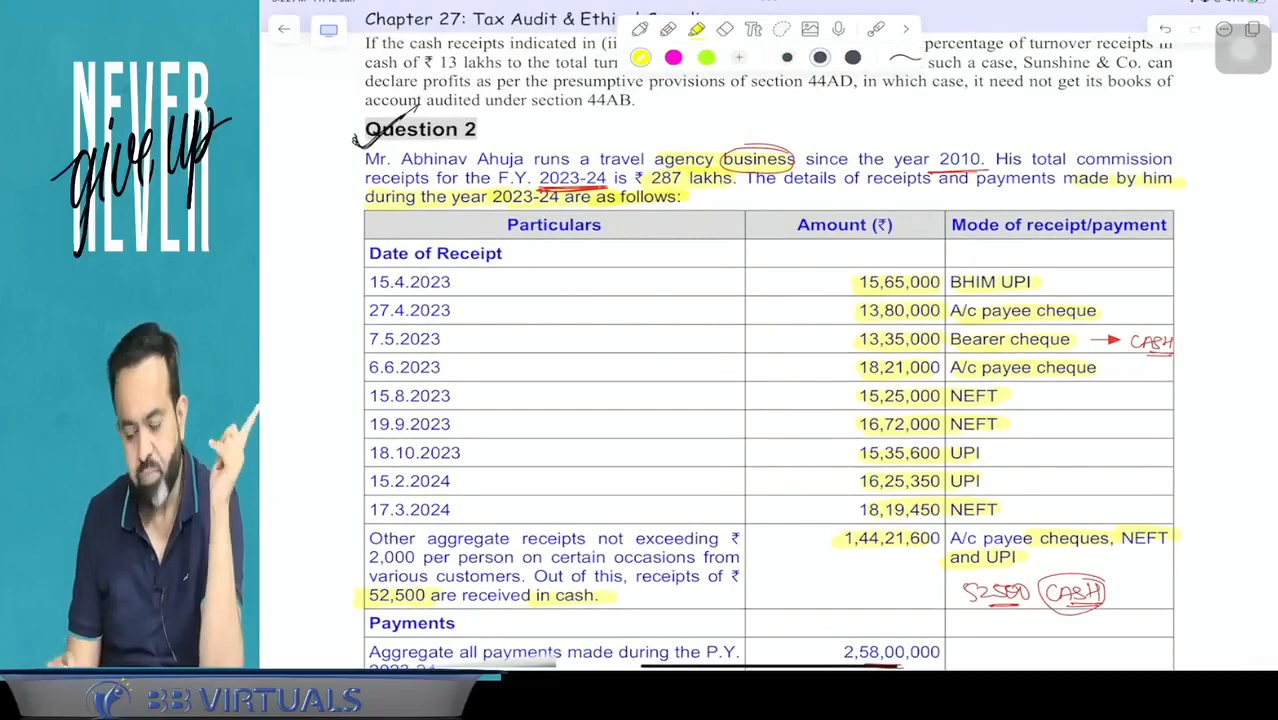 NEVER
give up
NEVER
Chapter 27: Tax Audit &
If the cash receipts indicated in percentage of turnover receipts in
cash of ₹ 13 lakhs to the total such a case, Sunshine & Co. can
declare profits as per the presumptive provisions of section 44AD, in which case, it need not get its books of
account audited under section 44AB.
Question 2
Mr. Abhinav Ahuja runs a travel agency business since the year 2010. His total commission
receipts for the F.Y. 2023-24 is ₹ 287 lakhs. The details of receipts and payments made by him
during the year 2023-24 are as follows:
Particulars Amount (₹) Mode of receipt/payment
Date of Receipt
15.4.2023 15,65,000 BHIM UPI
27.4.2023 13,80,000 A/c payee cheque
7.5.2023 13,35,000 Bearer cheque → CASH
6.6.2023 18,21,000 A/c payee cheque
15.8.2023 15,25,000 NEFT
19.9.2023 16,72,000 NEFT
18.10.2023 15,35,600 UPI
15.2.2024 16,25,350 UPI
17.3.2024 18,19,450 NEFT
Other aggregate receipts not exceeding ₹ 1,44,21,600 A/c payee cheques, NEFT
2,000 per person on certain occasions from and UPI
various customers. Out of this, receipts of ₹
52,500 are received in cash. 52500 CASH
Payments
Aggregate all payments made during the P.Y. 2,58,00,000
BB VIRTUALS